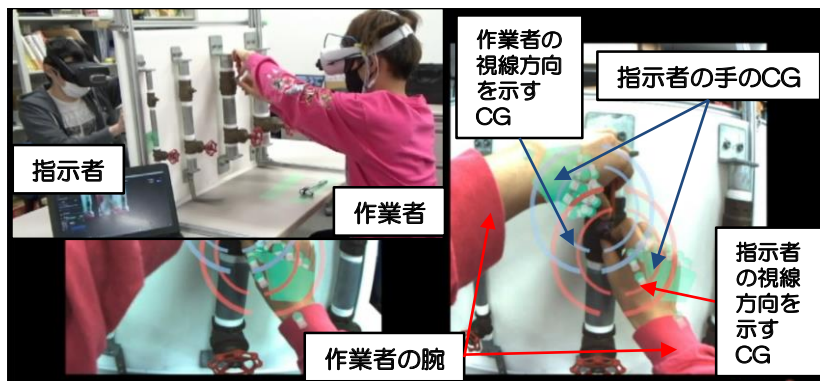 指示者
作業者
作業者の
視線方向
を示す
CG
指示者の手のCG
指示者
の視線
方向を
示す
CG
作業者の腕